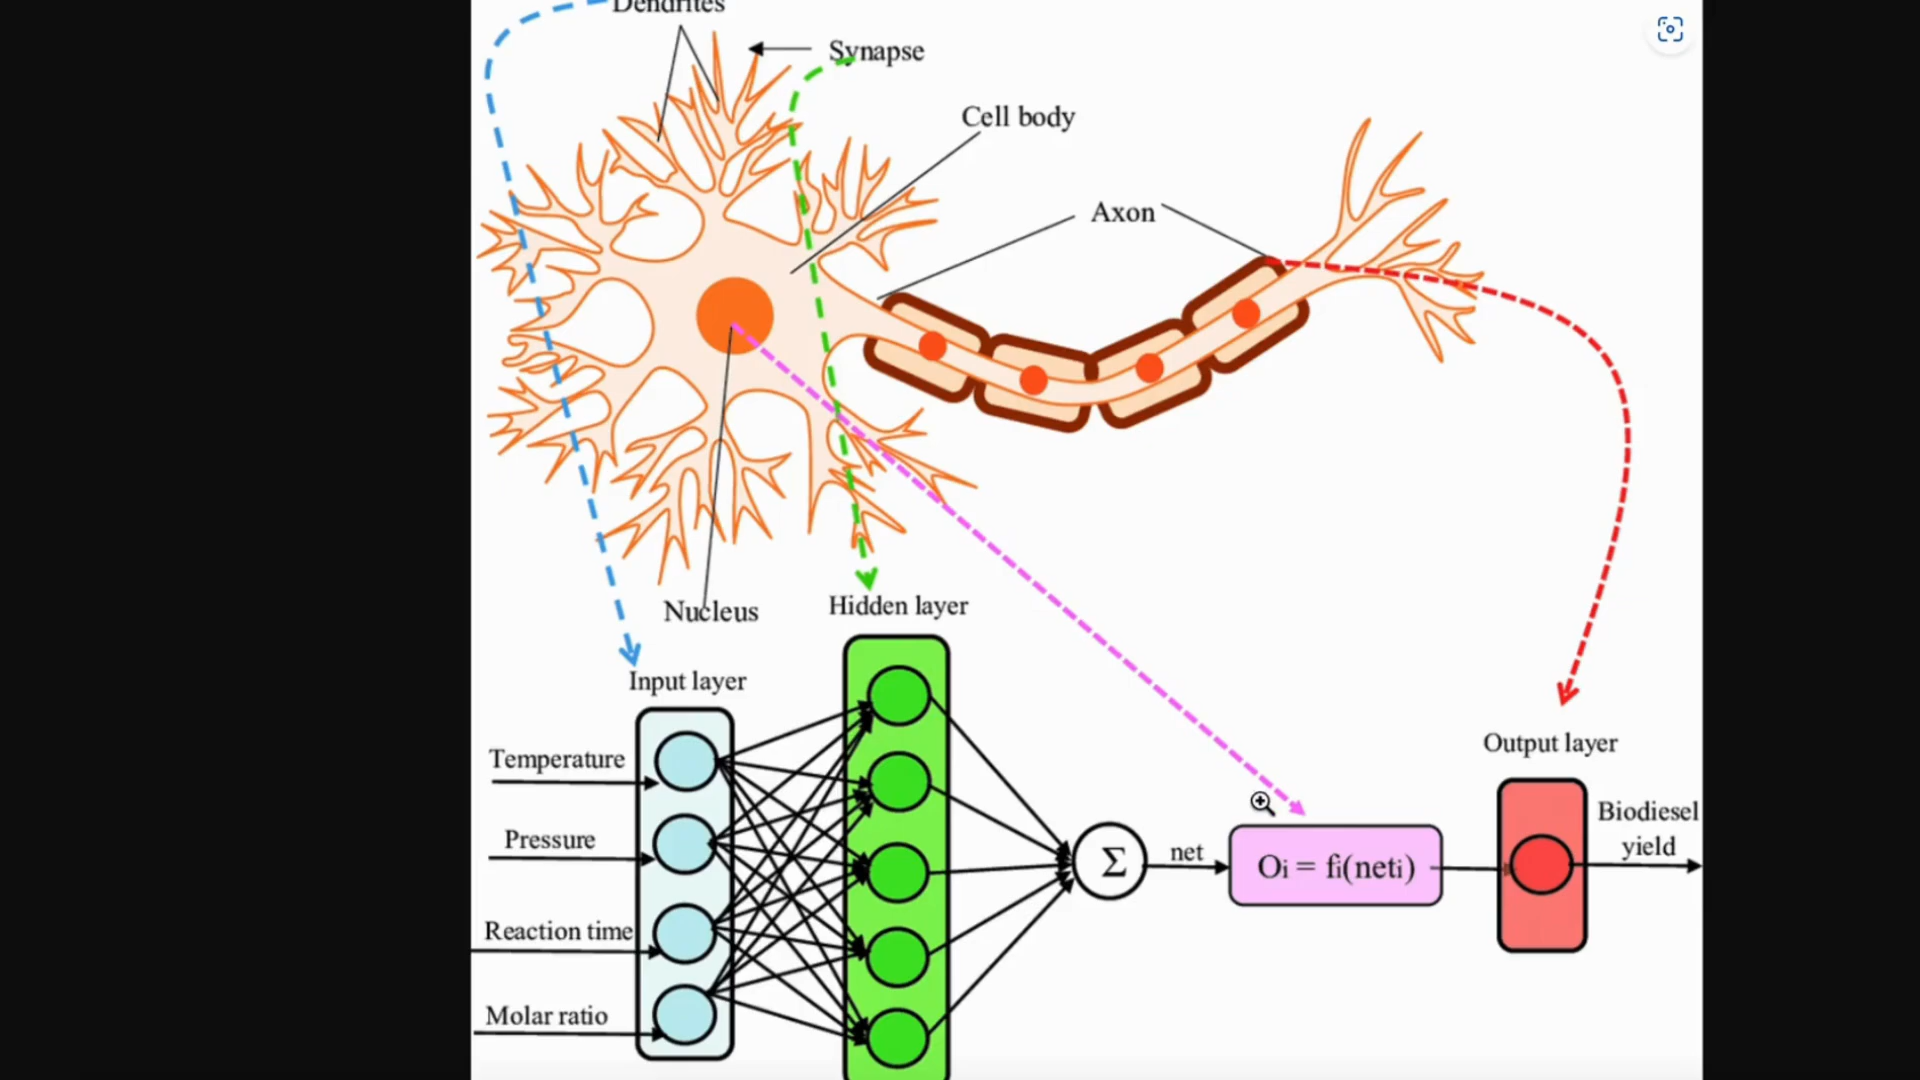 Dendrites
Synapse
Cell body
Axon
Nucleus
Hidden layer
Input layer
Output layer
Temperature
Pressure
Reaction time
Molar ratio
Σ
net
Oi = fi(neti)
Biodiesel
yield